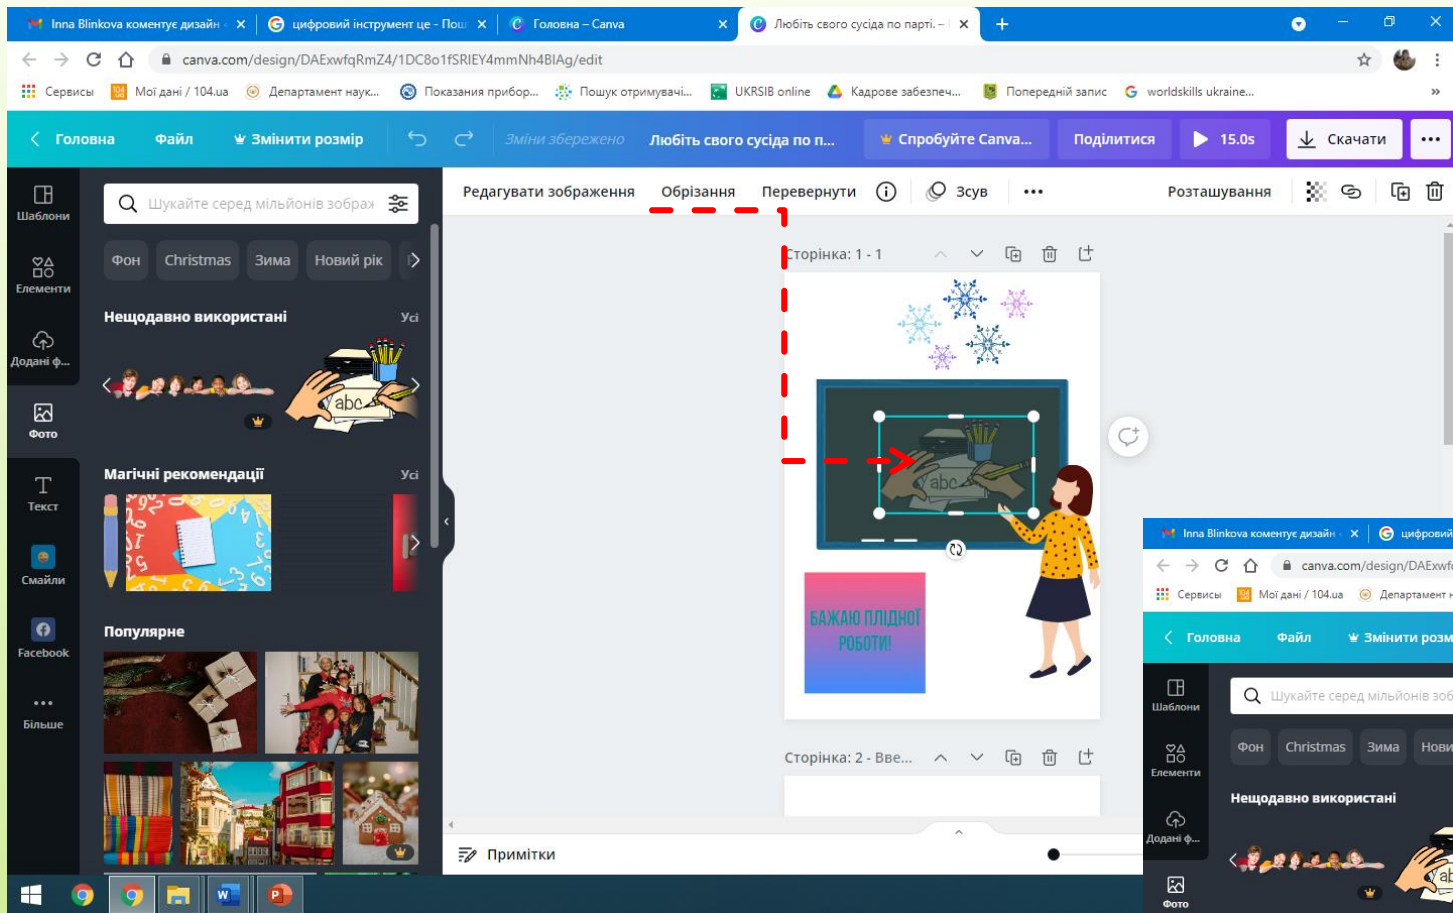 Inna Blinkova коментує дизайн
цифровий інструмент це - Пош
Головна – Canva
Любіть свого сусіда по парті. –
canva.com/design/DAExwfqRmZ4/1DC8o1fSRlEY4mmNh4BIAg/edit
Сервисы
Мої дані / 104.ua
Департамент наук...
Показания прибор...
Пошук отримувачі...
UKRSIB online
Кадрове забезпеч...
Попередній запис
worldskills ukraine...
Головна
Файл
Змінити розмір
Зміни збережено
Любіть свого сусіда по п...
Спробуйте Canva...
Поділитися
15.0s
Скачати
Шаблони
Елементи
Додані ф...
Фото
Текст
Смайли
Facebook
Більше
Шукайте серед мільйонів зображ
Фон
Christmas
Зима
Новий рік
Нещодавно використані
Усі
abc
Магічні рекомендації
Усі
Популярне
Редагувати зображення
Обрізання
Перевернути
Зсув
Розташування
Сторінка: 1 - 1
abc
БАЖАЮ ПЛІДНОЇ
РОБОТИ!
Сторінка: 2 - Вве...
Примітки
Inna Blinkova коментує дизайн
цифровий
canva.com/design/DAExwf
Сервисы
Мої дані / 104.ua
Департамент н
Головна
Файл
Змінити розм
Шаблони
Елементи
Додані ф...
Фото
Шукайте серед мільйонів зоб
Фон
Christmas
Зима
Нови
Нещодавно використані